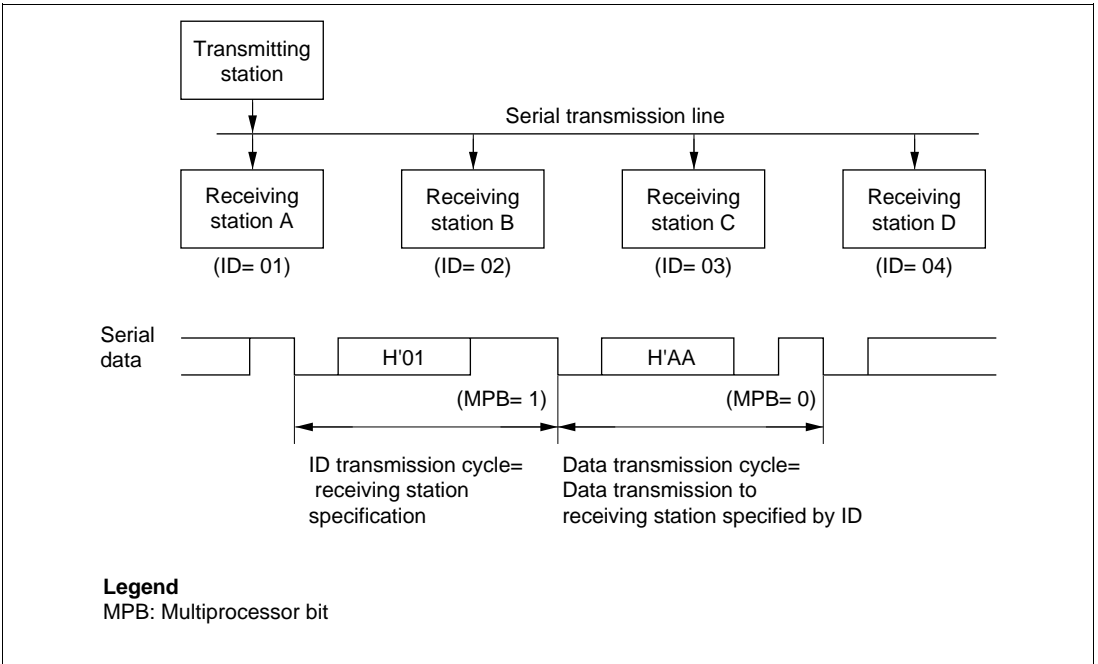 Transmitting
station
Serial transmission line
Receiving
station A
Receiving
station B
Receiving
station C
Receiving
station D
(ID= 01)
(ID= 02)
(ID= 03)
(ID= 04)
Serial
data
H'01
H'AA
(MPB= 1)
(MPB= 0)
ID transmission cycle=
receiving station
specification
Data transmission cycle=
Data transmission to
receiving station specified by ID
Legend
MPB: Multiprocessor bit